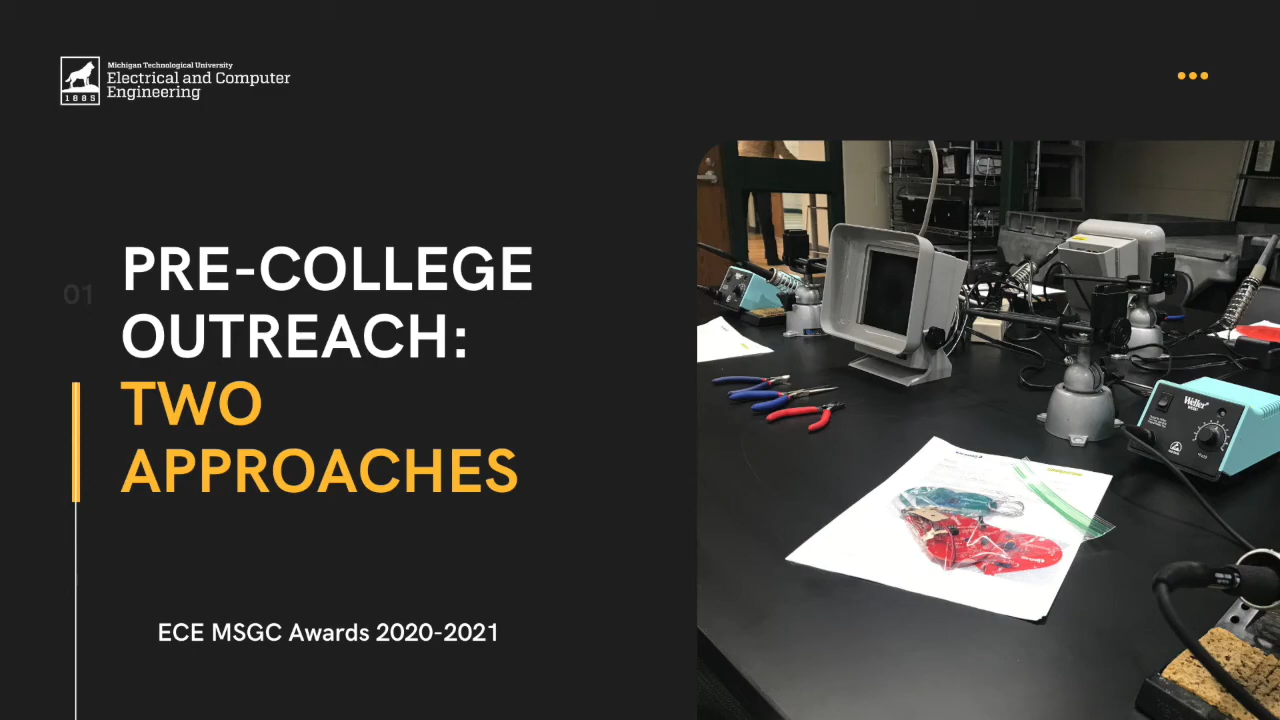 Michigan Technological University
Electrical and Computer
Engineering
1885
01
PRE-COLLEGE
OUTREACH:
TWO
APPROACHES
ECE MSGC Awards 2020-2021
Weller